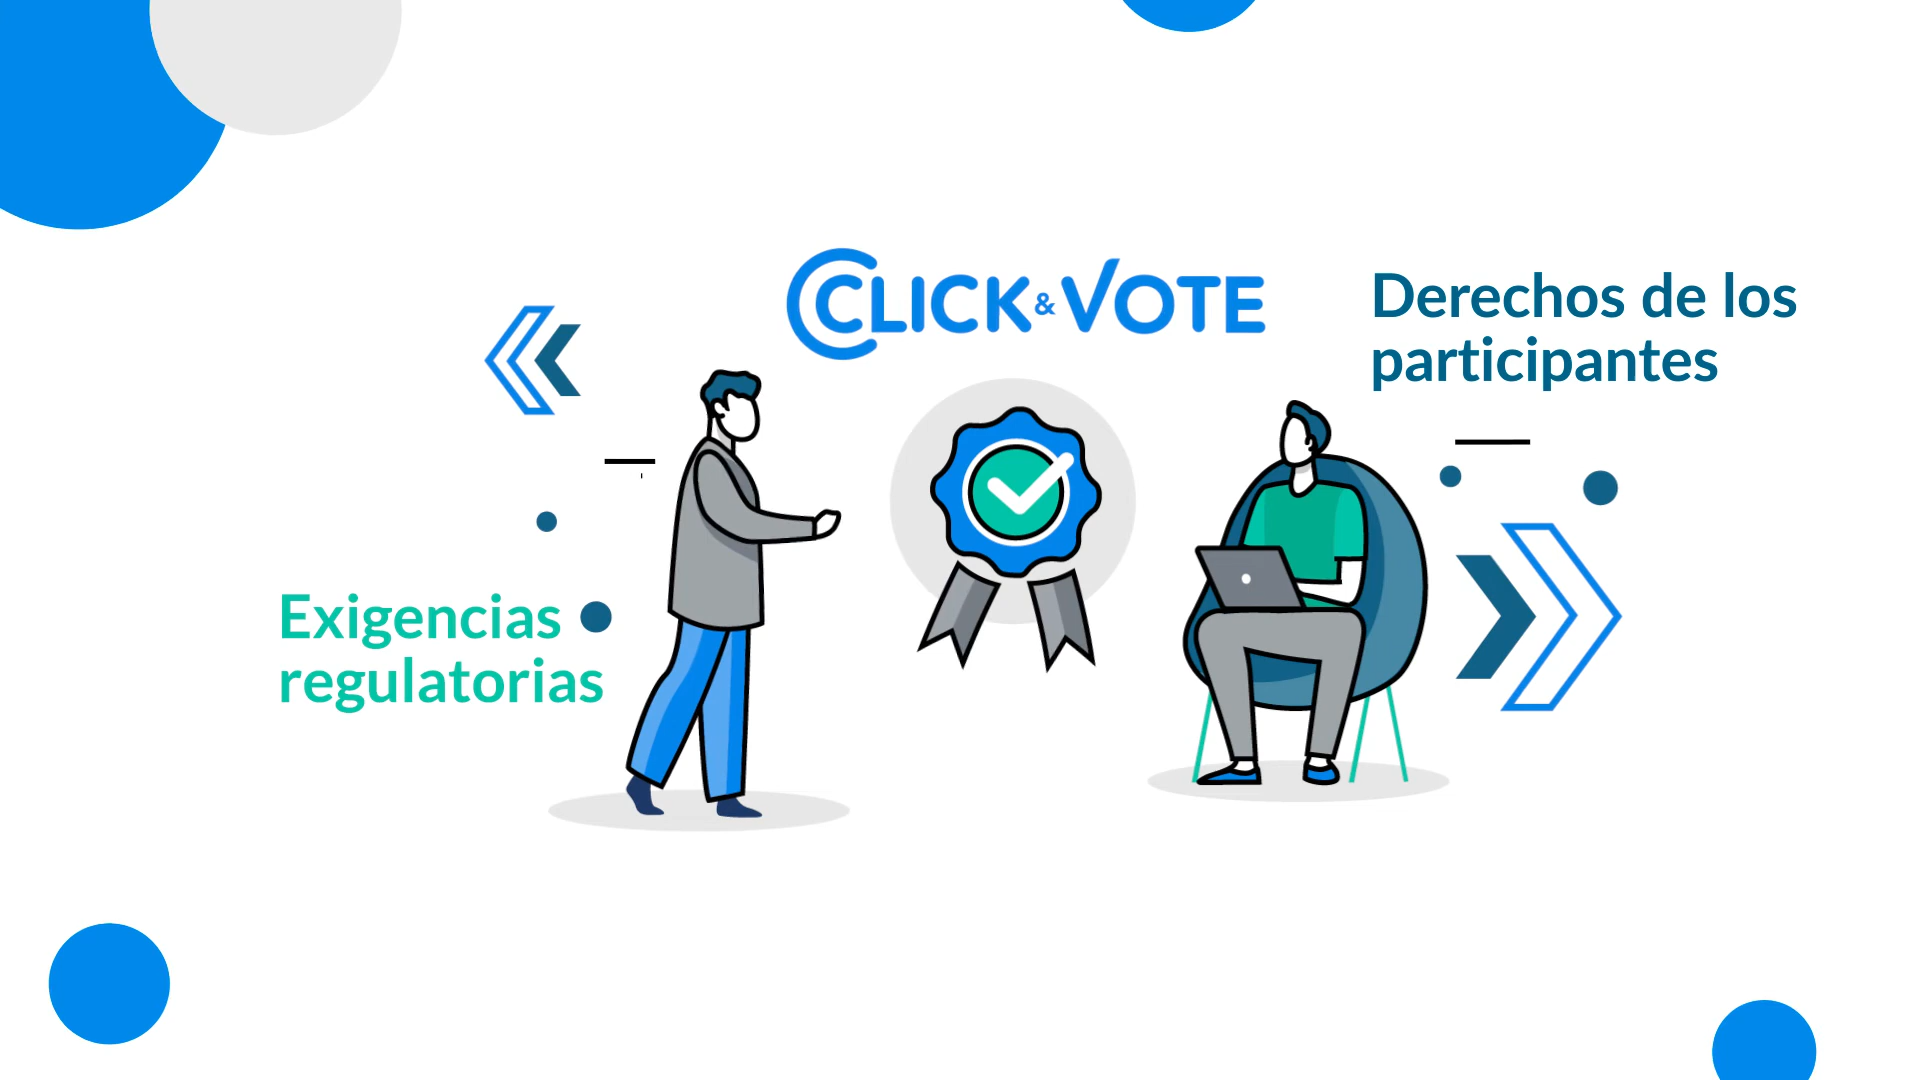 CLICK&VOTE
Derechos de los
participantes
Exigencias
regulatorias